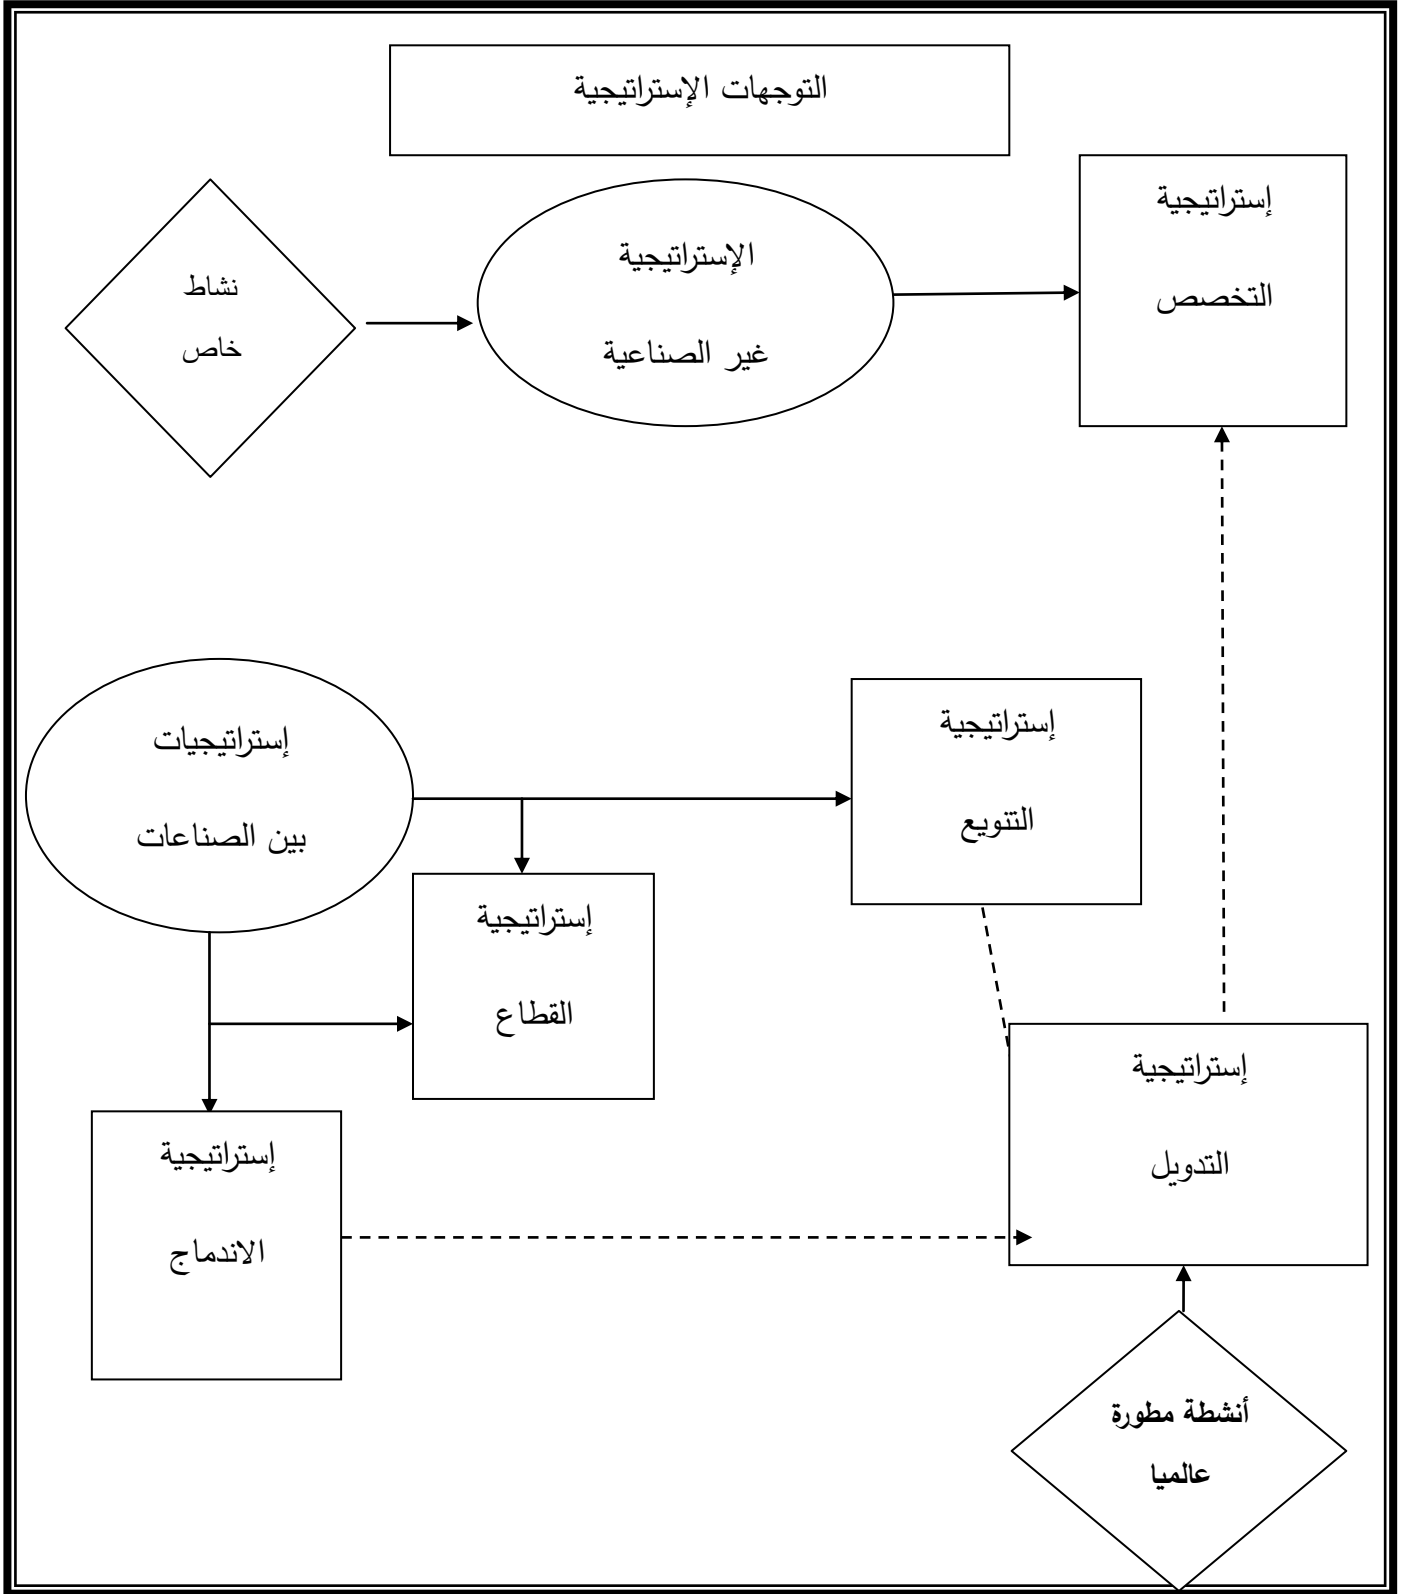 التوجهات الإستراتيجية
إستراتيجية
التخصص
الإستراتيجية
غير الصناعية
نشاط
خاص
إستراتيجية
التنويع
إستراتيجيات
بين الصناعات
إستراتيجية
القطاع
إستراتيجية
التدويل
إستراتيجية
الاندماج
أنشطة مطورة
عالميا